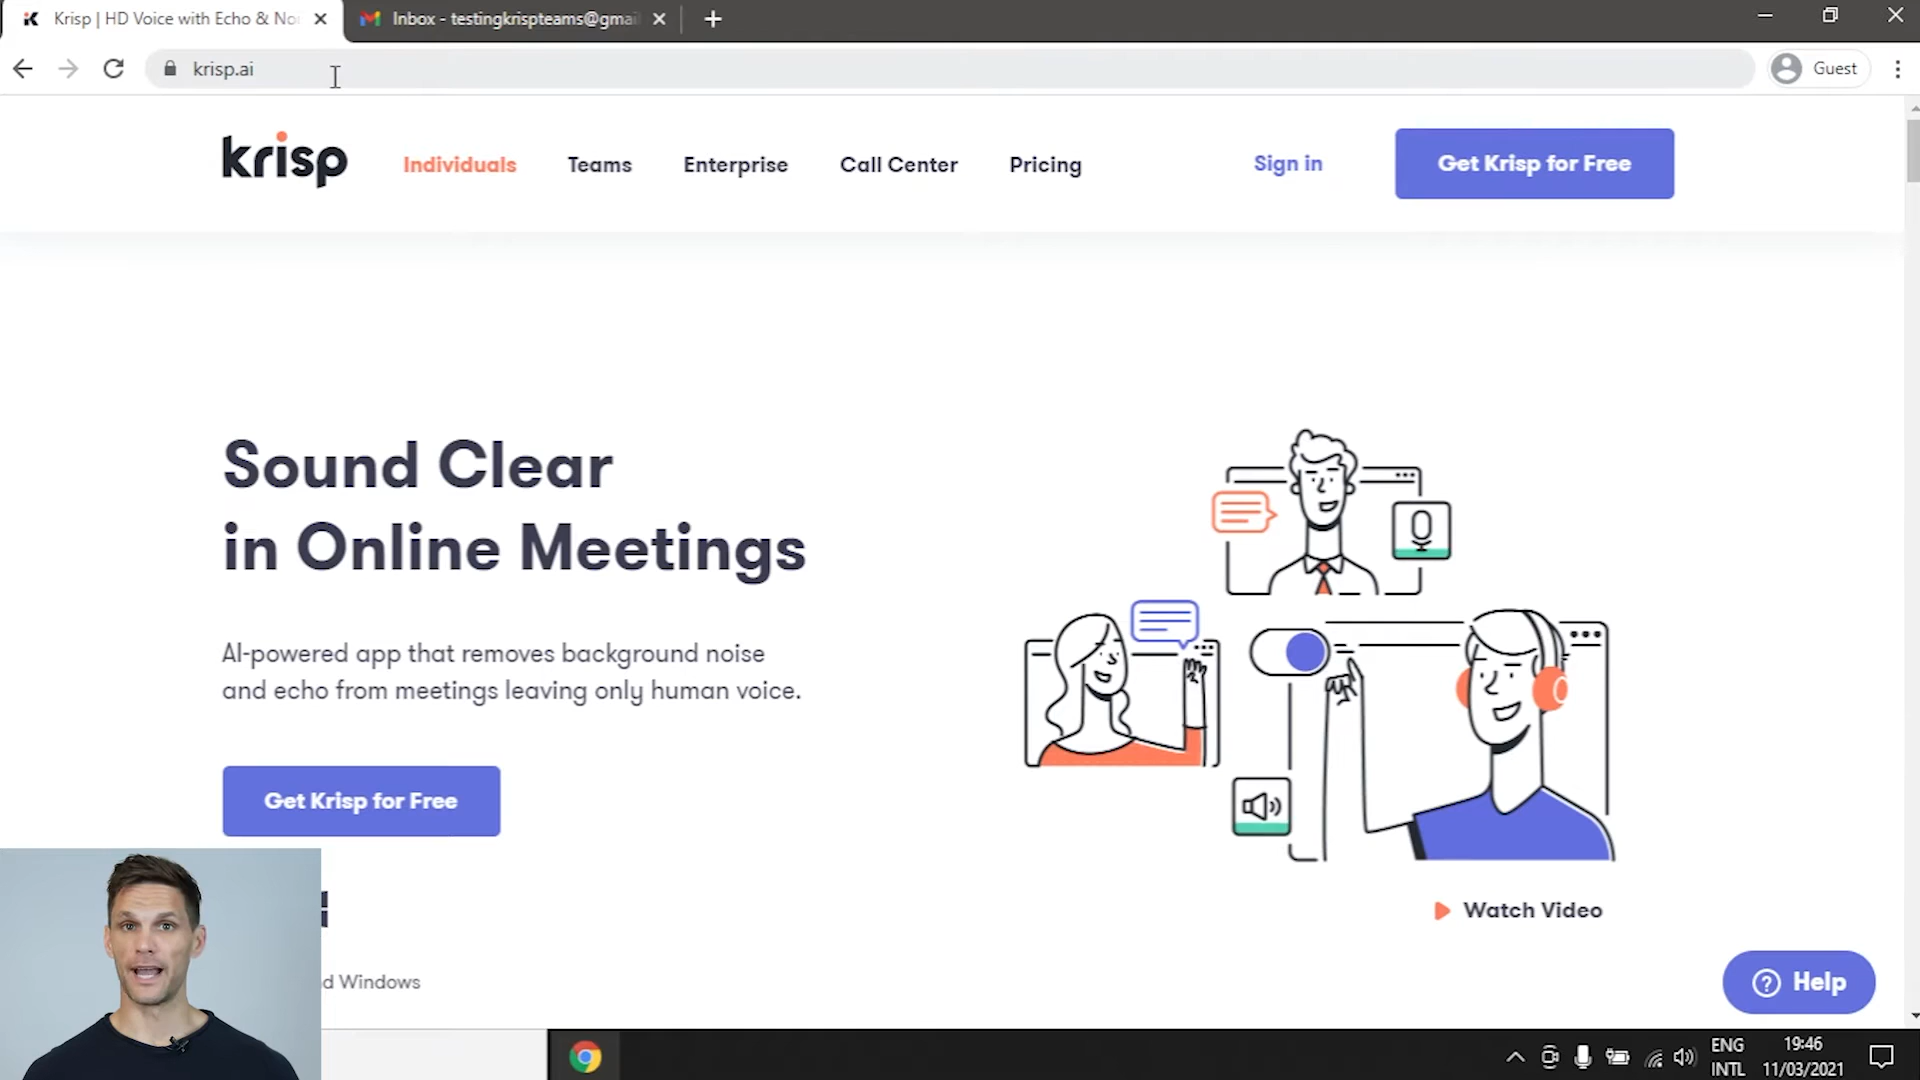 Krisp | HD Voice with Echo & No
Inbox - testingkrispteams@gmai
krisp.ai
Guest
krisp
Individuals
Teams
Enterprise
Call Center
Pricing
Sign in
Get Krisp for Free
Sound Clear
in Online Meetings
AI-powered app that removes background noise
and echo from meetings leaving only human voice.
Get Krisp for Free
Watch Video
d Windows
Help
ENG
INTL
19:46
11/03/2021